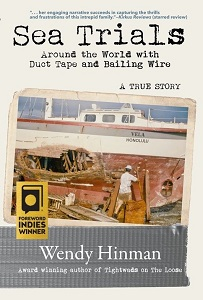 "... her engaging narrative succeeds in capturing the thrills
and frustrations of this intrepid family."—Kirkus Reviews (starred review)
Sea Trials
Around the World with
Duct Tape and Bailing Wire
A TRUE STORY
VELA
HONOLULU
FOREWORD
INDIES
WINNER
Wendy Hinman
Award winning author of Tightwads on The Loose